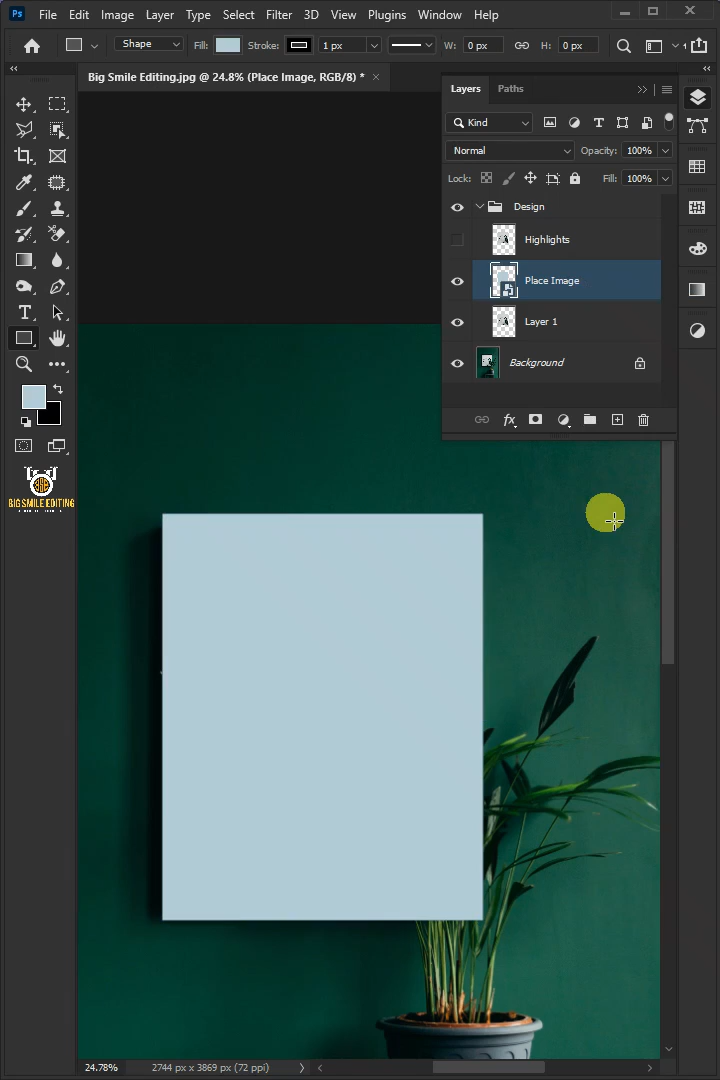 Ps File Edit Image Layer Type Select Filter 3D View Plugins Window Help
Shape Fill: Stroke: 1 px W: 0 px H: 0 px
Big Smile Editing.jpg @ 24.8% (Place Image, RGB/8) *
Layers Paths
Kind
Normal Opacity: 100%
Lock: Fill: 100%
Design
Highlights
Place Image
Layer 1
Background
BIG SMILE EDITING
24.78% 2744 px x 3869 px (72 ppi)